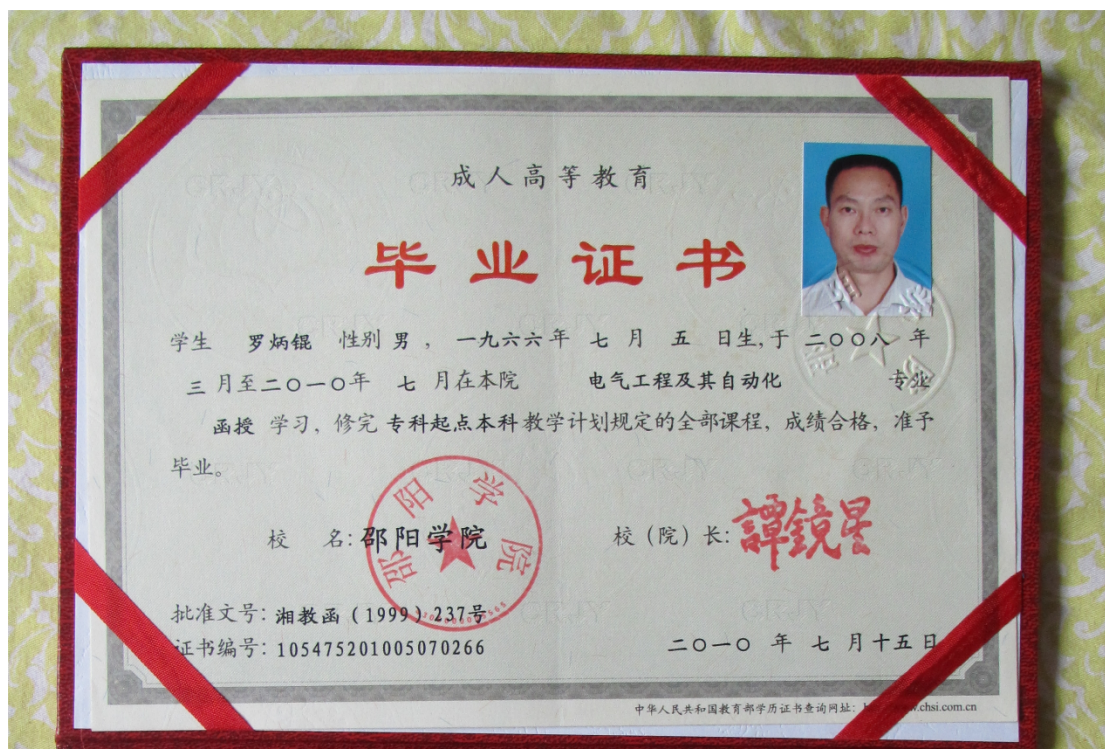 成人高等教育
毕业证书
学生 罗炳锟 性别 男 ，一九六六年 七 月 五 日生,于 二〇〇八 年
三 月至二〇一〇年 七 月在本院 电气工程及其自动化 专业
函授 学习，修完 专科起点本科 教学计划规定的全部课程，成绩合格，准予
毕业。
邵阳学院
校 名: 邵阳学院 校（院）长: 譚鏡星
批准文号: 湘教函（1999）237号
证书编号: 105475201005070266 二〇一〇 年 七 月 十五 日
中华人民共和国教育部学历证书查询网址: chsi.com.cn